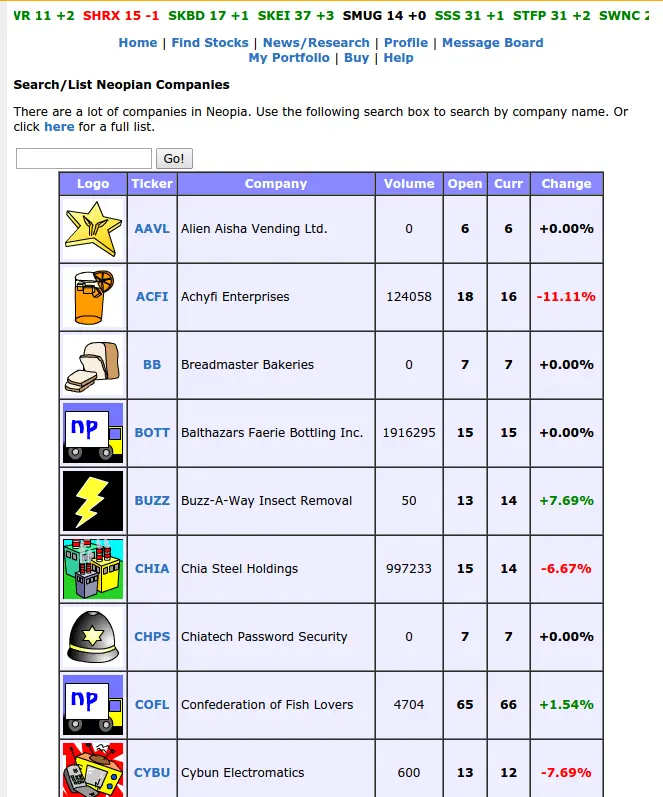 VR 11 +2 SHRX 15 -1 SKBD 17 +1 SKEI 37 +3 SMUG 14 +0 SSS 31 +1 STFP 31 +2 SWNC
Home | Find Stocks | News/Research | Profile | Message Board
My Portfolio | Buy | Help
Search/List Neopian Companies
There are a lot of companies in Neopia. Use the following search box to search by company name. Or
click here for a full list.
Go!
Logo Ticker Company Volume Open Curr Change
AAVL Alien Aisha Vending Ltd. 0 6 6 +0.00%
ACFI Achyfi Enterprises 124058 18 16 -11.11%
BB Breadmaster Bakeries 0 7 7 +0.00%
np BOTT Balthazars Faerie Bottling Inc. 1916295 15 15 +0.00%
BUZZ Buzz-A-Way Insect Removal 50 13 14 +7.69%
CHIA Chia Steel Holdings 997233 15 14 -6.67%
CHPS Chiatech Password Security 0 7 7 +0.00%
np COFL Confederation of Fish Lovers 4704 65 66 +1.54%
CYBU Cybun Electromatics 600 13 12 -7.69%